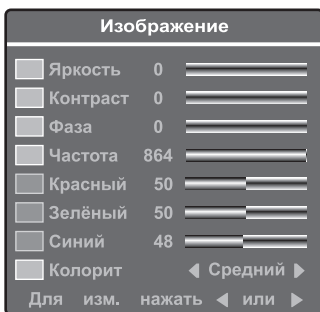 Изображение
Яркость 0
Контраст 0
Фаза 0
Частота 864
Красный 50
Зелёный 50
Синий 48
Колорит ◀ Средний ▶
Для изм. нажать ◀ или ▶